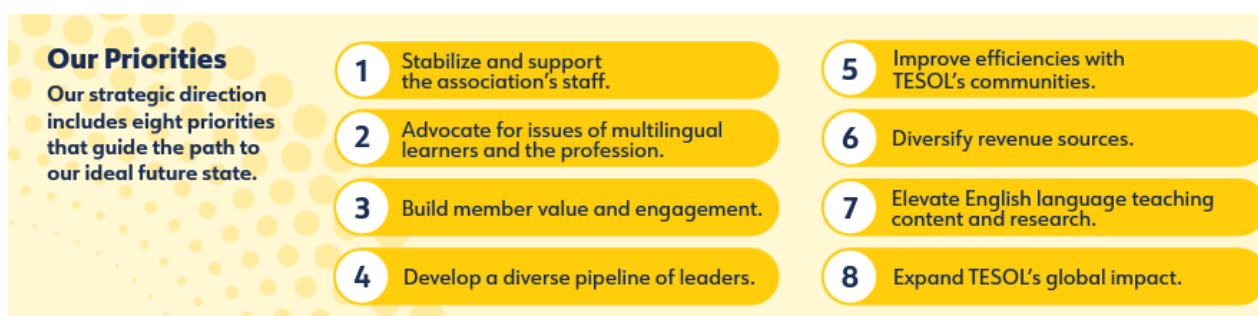 Our Priorities
Our strategic direction
includes eight priorities
that guide the path to
our ideal future state.
1
Stabilize and support
the association's staff.
2
Advocate for issues of multilingual
learners and the profession.
3
Build member value and engagement.
4
Develop a diverse pipeline of leaders.
5
Improve efficiencies with
TESOL's communities.
6
Diversify revenue sources.
7
Elevate English language teaching
content and research.
8
Expand TESOL's global impact.